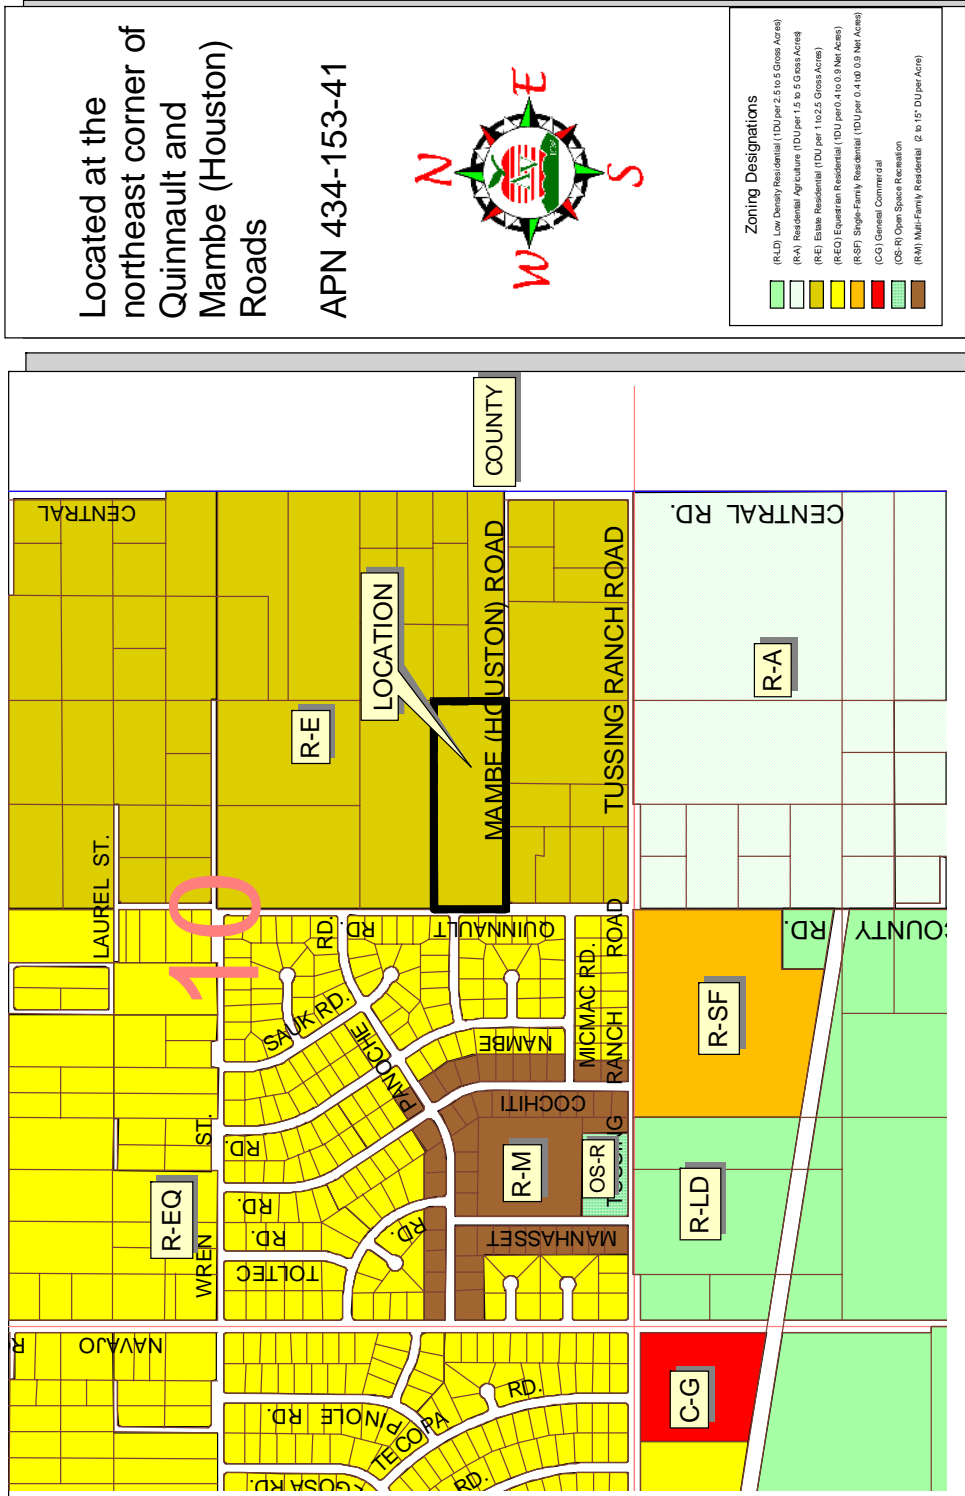 Located at the
northeast corner of
Quinnault and
Mambe (Houston)
Roads
APN 434-153-41
N
E
S
W
Zoning Designations
(R-LD) Low Density Residential (1DU per 2.5 to 5 Gross Acres)
(R-A) Residential Agriculture (1DU per 1.5 to 5 Gross Acres)
(R-E) Estate Residential (1DU per 1 to 2.5 Gross Acres)
(R-EQ) Equestrian Residential (1DU per 0.4 to 0.9 Net Acres)
(R-SF) Single-Family Residential (1DU per 0.4 to 0.9 Net Acres)
(C-G) General Commercial
(OS-R) Open Space Recreation
(R-M) Multi-Family Residential (2 to 15* DU per Acre)
COUNTY
CENTRAL
CENTRAL RD.
LOCATION
MAMBE (HOUSTON) ROAD
TUSSING RANCH ROAD
R-E
R-A
LAUREL ST.
10
QUINNAULT
RD.
RD.
SAUK RD.
PANOCHE
NAMBE
MICMAC RD.
COCHITI
TUSSING RANCH ROAD
RD.
COUNTY
R-SF
R-M
OS-R
R-LD
R-EQ
WREN ST.
RD.
RD.
RD.
RD.
TOLTEC
MANHASSET
NAVAJO
R
PINOLE RD.
TECOPA
RD.
GOSA RD.
RD.
C-G